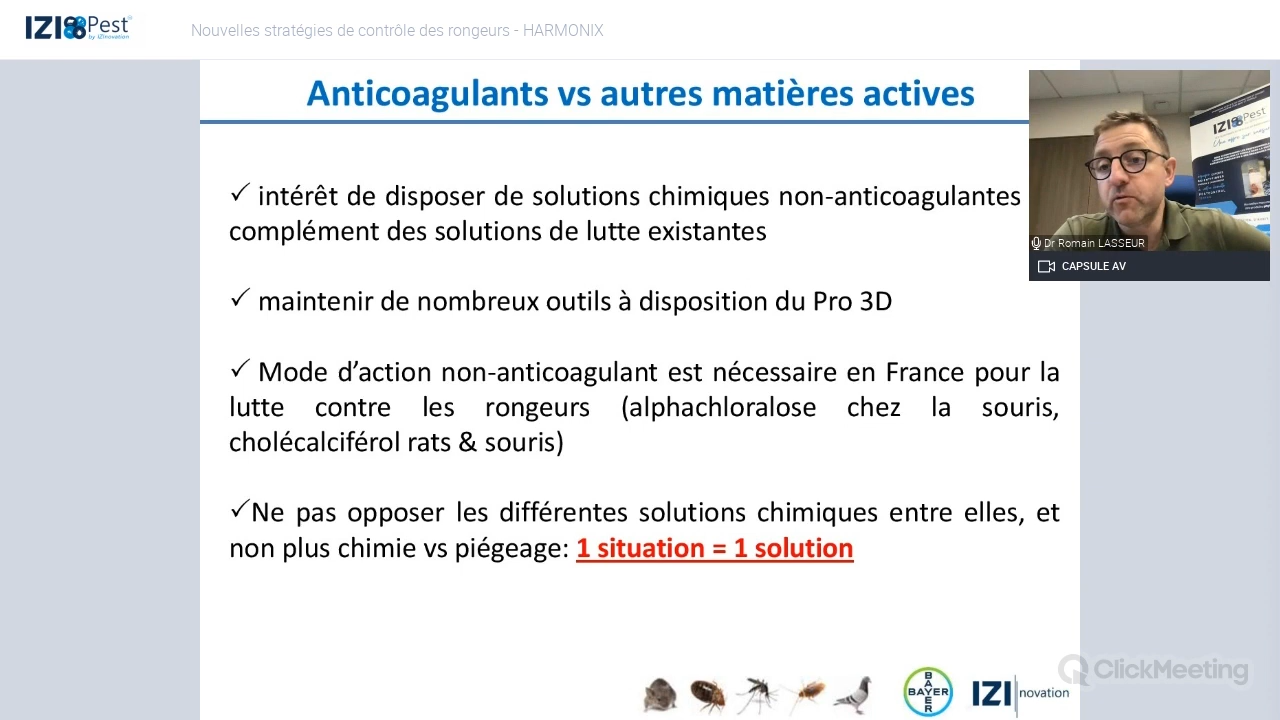 IZI Pest
by IZInovation
Nouvelles stratégies de contrôle des rongeurs - HARMONIX
Anticoagulants vs autres matières actives
IZI Pest
✓ intérêt de disposer de solutions chimiques non-anticoagulantes
complément des solutions de lutte existantes
Dr Romain LASSEUR
CAPSULE AV
✓ maintenir de nombreux outils à disposition du Pro 3D
✓ Mode d’action non-anticoagulant est nécessaire en France pour la
lutte contre les rongeurs (alphachloralose chez la souris,
cholécalciférol rats & souris)
✓Ne pas opposer les différentes solutions chimiques entre elles, et
non plus chimie vs piégeage: 1 situation = 1 solution
ClickMeeting
BAYER
BAYER
IZI novation